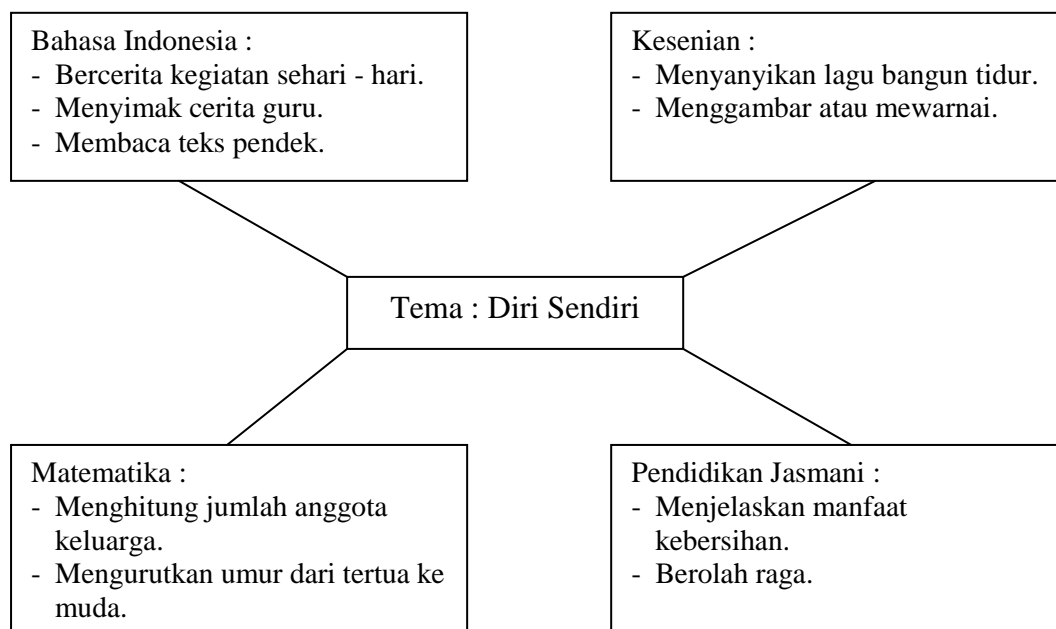 Bahasa Indonesia :
- Bercerita kegiatan sehari - hari.
- Menyimak cerita guru.
- Membaca teks pendek.
Kesenian :
- Menyanyikan lagu bangun tidur.
- Menggambar atau mewarnai.
Tema : Diri Sendiri
Matematika :
- Menghitung jumlah anggota
keluarga.
- Mengurutkan umur dari tertua ke
muda.
Pendidikan Jasmani :
- Menjelaskan manfaat
kebersihan.
- Berolah raga.